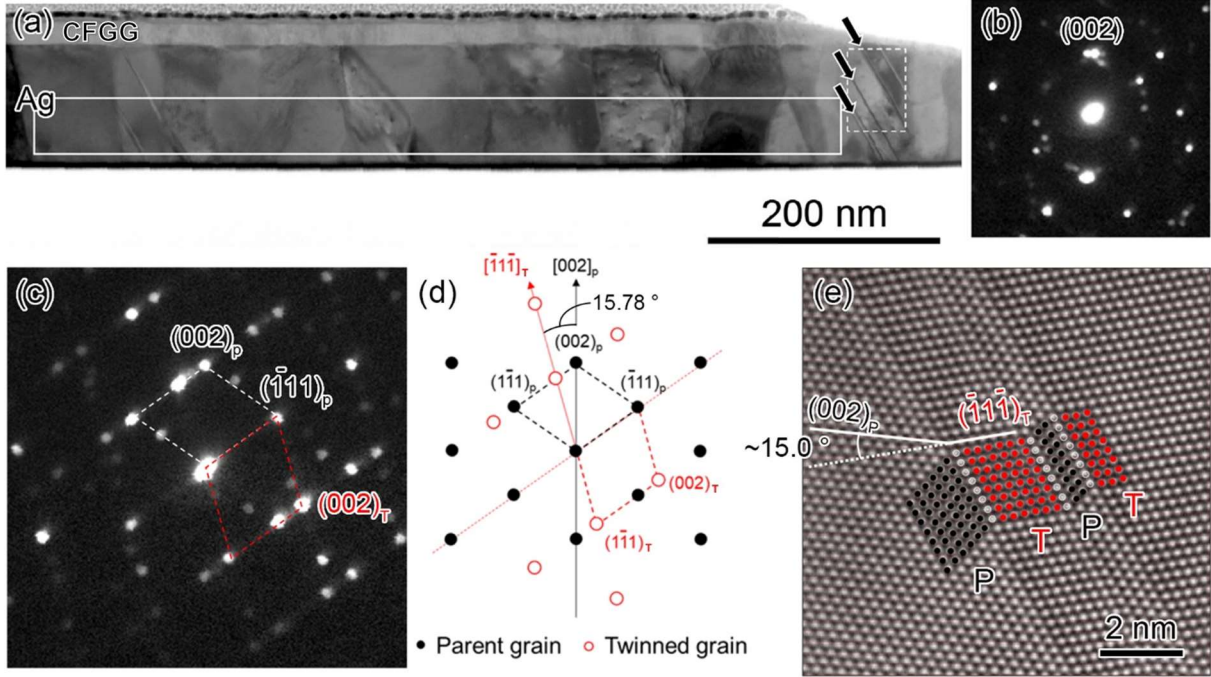 (a)
CFGG
Ag
200 nm
(b)
(002)
(c)
(002)p
(1̄11)p
(002)T
(d)
[1̄11̄]T
[002]p
15.78 °
(002)p
(11̄1)p
(1̄11)p
(002)T
(11̄1)T
● Parent grain ○ Twinned grain
(e)
(002)P
(1̄11̄)T
~15.0 °
P
T
P
T
2 nm